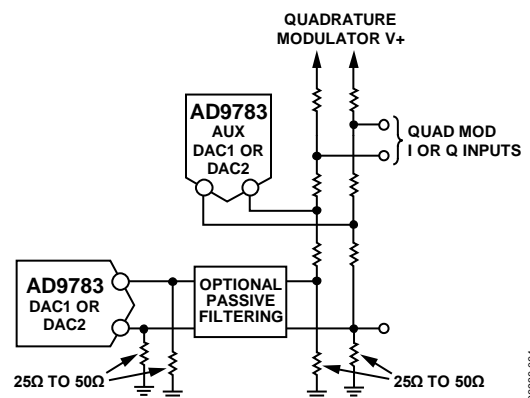 QUADRATURE
MODULATOR V+
AD9783
AUX
DAC1 OR
DAC2
QUAD MOD
I OR Q INPUTS
AD9783
DAC1 OR
DAC2
OPTIONAL
PASSIVE
FILTERING
25Ω TO 50Ω
25Ω TO 50Ω